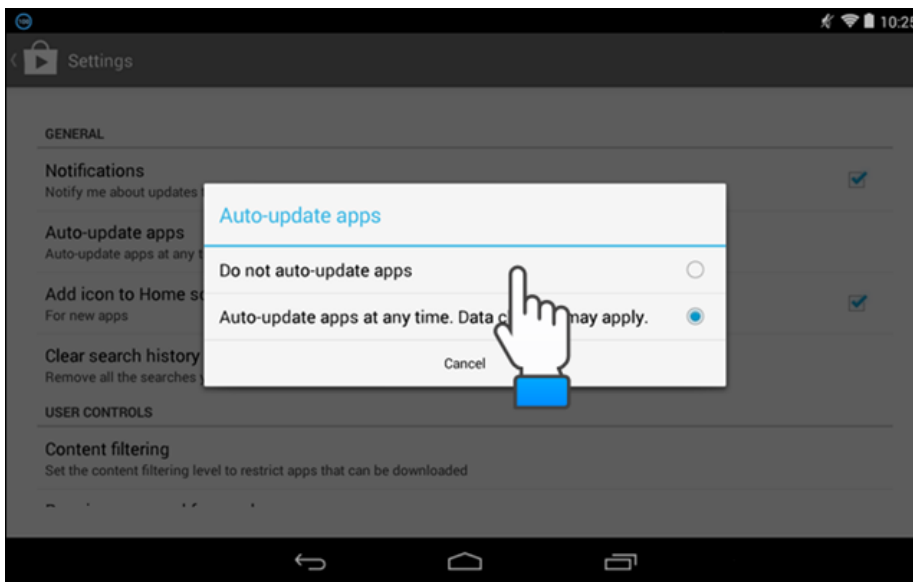 10:25
Settings
GENERAL
Notifications
Notify me about updates
Auto-update apps
Auto-update apps at any
Add icon to Home
For new apps
Clear search history
Remove all the searches
Auto-update apps
Do not auto-update apps
Auto-update apps at any time. Data may apply.
Cancel
USER CONTROLS
Content filtering
Set the content filtering level to restrict apps that can be downloaded